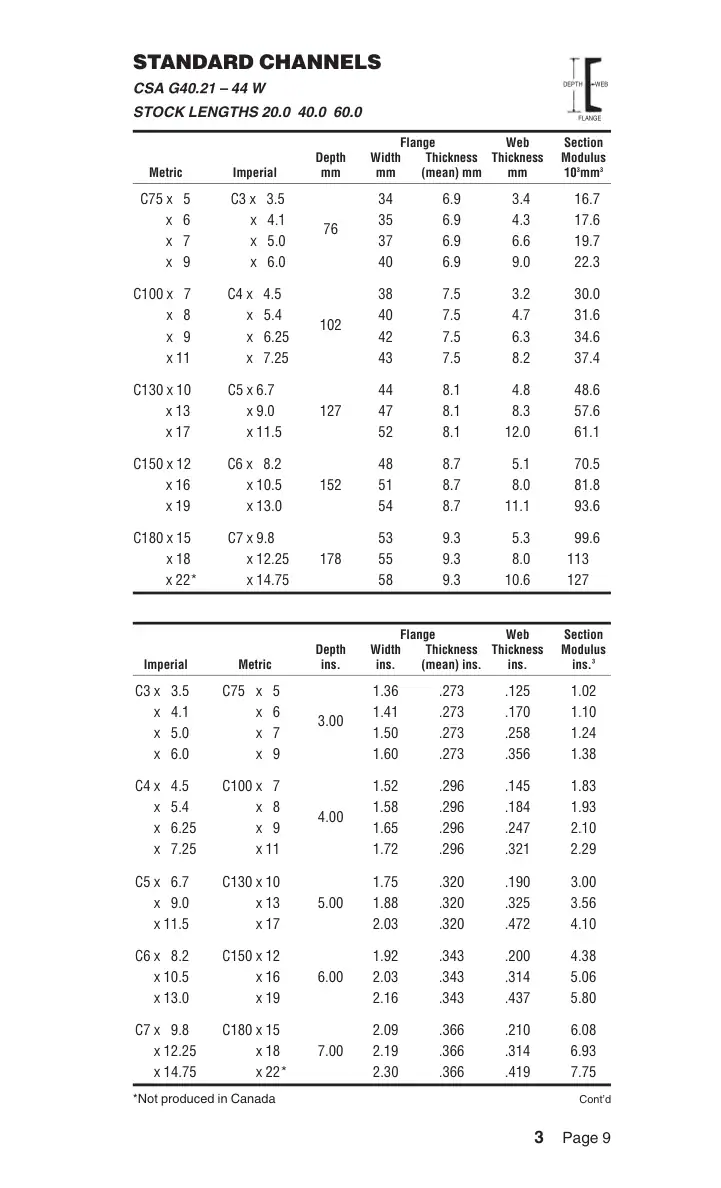 STANDARD CHANNELS
CSA G40.21 – 44 W
STOCK LENGTHS 20.0 40.0 60.0
DEPTH WEB
FLANGE
Flange Web Section
Depth Width Thickness Thickness Modulus
Metric Imperial mm mm (mean) mm mm 10³mm³
C75 x 5 C3 x 3.5 34 6.9 3.4 16.7
x 6 x 4.1 35 6.9 4.3 17.6
76
x 7 x 5.0 37 6.9 6.6 19.7
x 9 x 6.0 40 6.9 9.0 22.3
C100 x 7 C4 x 4.5 38 7.5 3.2 30.0
x 8 x 5.4 40 7.5 4.7 31.6
102
x 9 x 6.25 42 7.5 6.3 34.6
x 11 x 7.25 43 7.5 8.2 37.4
C130 x 10 C5 x 6.7 44 8.1 4.8 48.6
x 13 x 9.0 127 47 8.1 8.3 57.6
x 17 x 11.5 52 8.1 12.0 61.1
C150 x 12 C6 x 8.2 48 8.7 5.1 70.5
x 16 x 10.5 152 51 8.7 8.0 81.8
x 19 x 13.0 54 8.7 11.1 93.6
C180 x 15 C7 x 9.8 53 9.3 5.3 99.6
x 18 x 12.25 178 55 9.3 8.0 113
x 22* x 14.75 58 9.3 10.6 127
Flange Web Section
Depth Width Thickness Thickness Modulus
Imperial Metric ins. ins. (mean) ins. ins. ins.³
C3 x 3.5 C75 x 5 1.36 .273 .125 1.02
x 4.1 x 6 1.41 .273 .170 1.10
3.00
x 5.0 x 7 1.50 .273 .258 1.24
x 6.0 x 9 1.60 .273 .356 1.38
C4 x 4.5 C100 x 7 1.52 .296 .145 1.83
x 5.4 x 8 1.58 .296 .184 1.93
4.00
x 6.25 x 9 1.65 .296 .247 2.10
x 7.25 x 11 1.72 .296 .321 2.29
C5 x 6.7 C130 x 10 1.75 .320 .190 3.00
x 9.0 x 13 5.00 1.88 .320 .325 3.56
x 11.5 x 17 2.03 .320 .472 4.10
C6 x 8.2 C150 x 12 1.92 .343 .200 4.38
x 10.5 x 16 6.00 2.03 .343 .314 5.06
x 13.0 x 19 2.16 .343 .437 5.80
C7 x 9.8 C180 x 15 2.09 .366 .210 6.08
x 12.25 x 18 7.00 2.19 .366 .314 6.93
x 14.75 x 22* 2.30 .366 .419 7.75
*Not produced in Canada Cont'd
3 Page 9